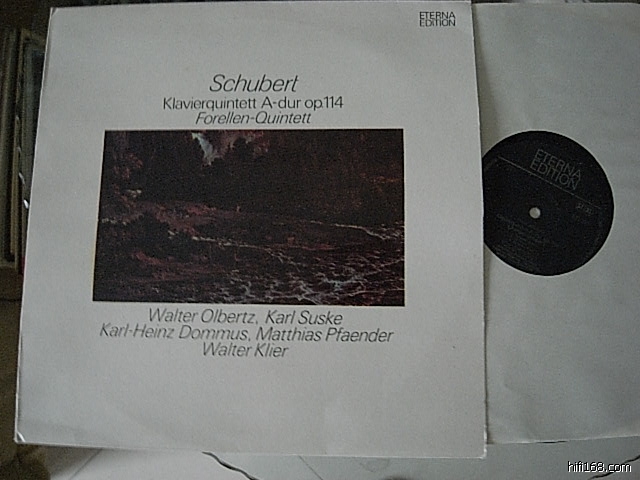 ETERNA
EDITION
Schubert
Klavierquintett A-dur op.114
Forellen-Quintett
Walter Olbertz, Karl Suske
Karl-Heinz Dommus, Matthias Pfaender
Walter Klier
ETERNA
EDITION
hifi168.com